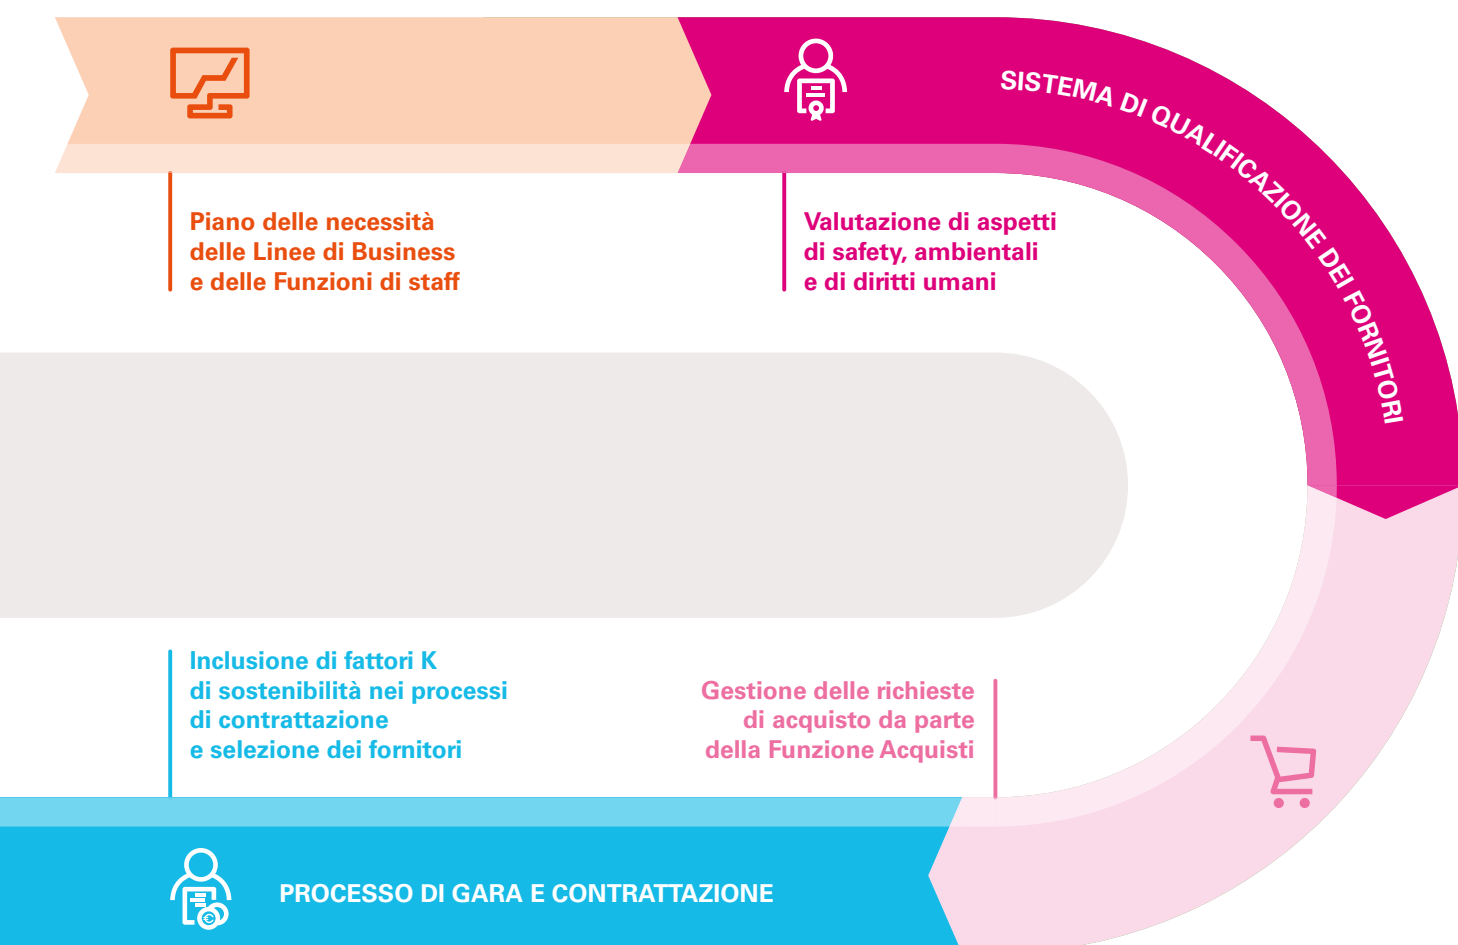 SISTEMA DI QUALIFICAZIONE DEI FORNITORI
Piano delle necessità
delle Linee di Business
e delle Funzioni di staff
Valutazione di aspetti
di safety, ambientali
e di diritti umani
Inclusione di fattori K
di sostenibilità nei processi
di contrattazione
e selezione dei fornitori
Gestione delle richieste
di acquisto da parte
della Funzione Acquisti
€
PROCESSO DI GARA E CONTRATTAZIONE